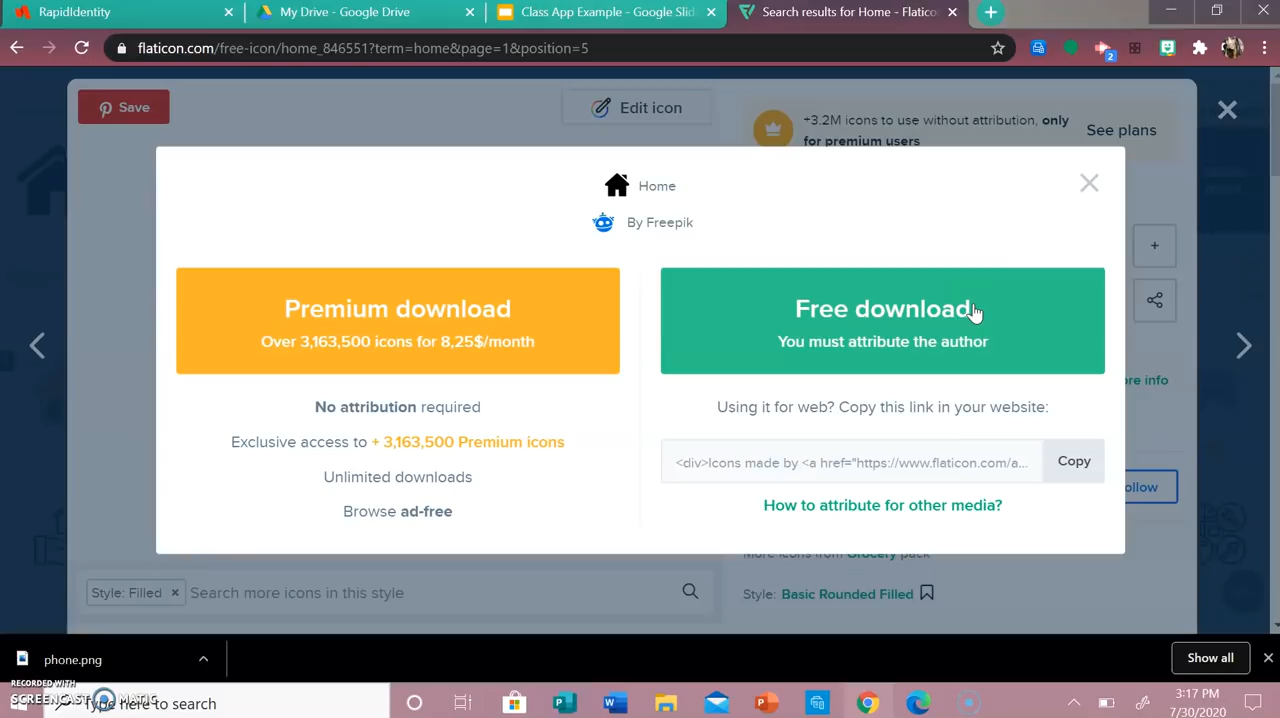 RapidIdentity
My Drive - Google Drive
Class App Example - Google Slid
Search results for Home - Flatico
flaticon.com/free-icon/home_846551?term=home&page=1&position=5
2
Save
Edit icon
+3.2M icons to use without attribution, only
for premium users
See plans
Home
By Freepik
Premium download
Over 3,163,500 icons for 8,25$/month
Free download
You must attribute the author
No attribution required
Exclusive access to + 3,163,500 Premium icons
Unlimited downloads
Browse ad-free
Using it for web? Copy this link in your website:
<div>Icons made by <a href="https://www.flaticon.com/a...
Copy
How to attribute for other media?
ore info
ollow
More icons from Grocery pack
Style: Filled ×
Search more icons in this style
Style: Basic Rounded Filled
phone.png
Show all
RECORDED WITH
SCREENCAST MATIC
Type here to search
3:17 PM
7/30/2020